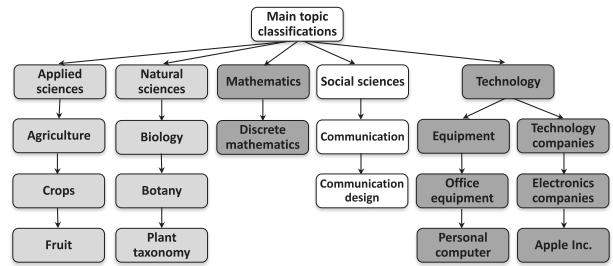 Main topic
classifications
Applied
sciences
Natural
sciences
Mathematics
Social sciences
Technology
Agriculture
Biology
Discrete
mathematics
Communication
Equipment
Technology
companies
Crops
Botany
Communication
design
Office
equipment
Electronics
companies
Fruit
Plant
taxonomy
Personal
computer
Apple Inc.